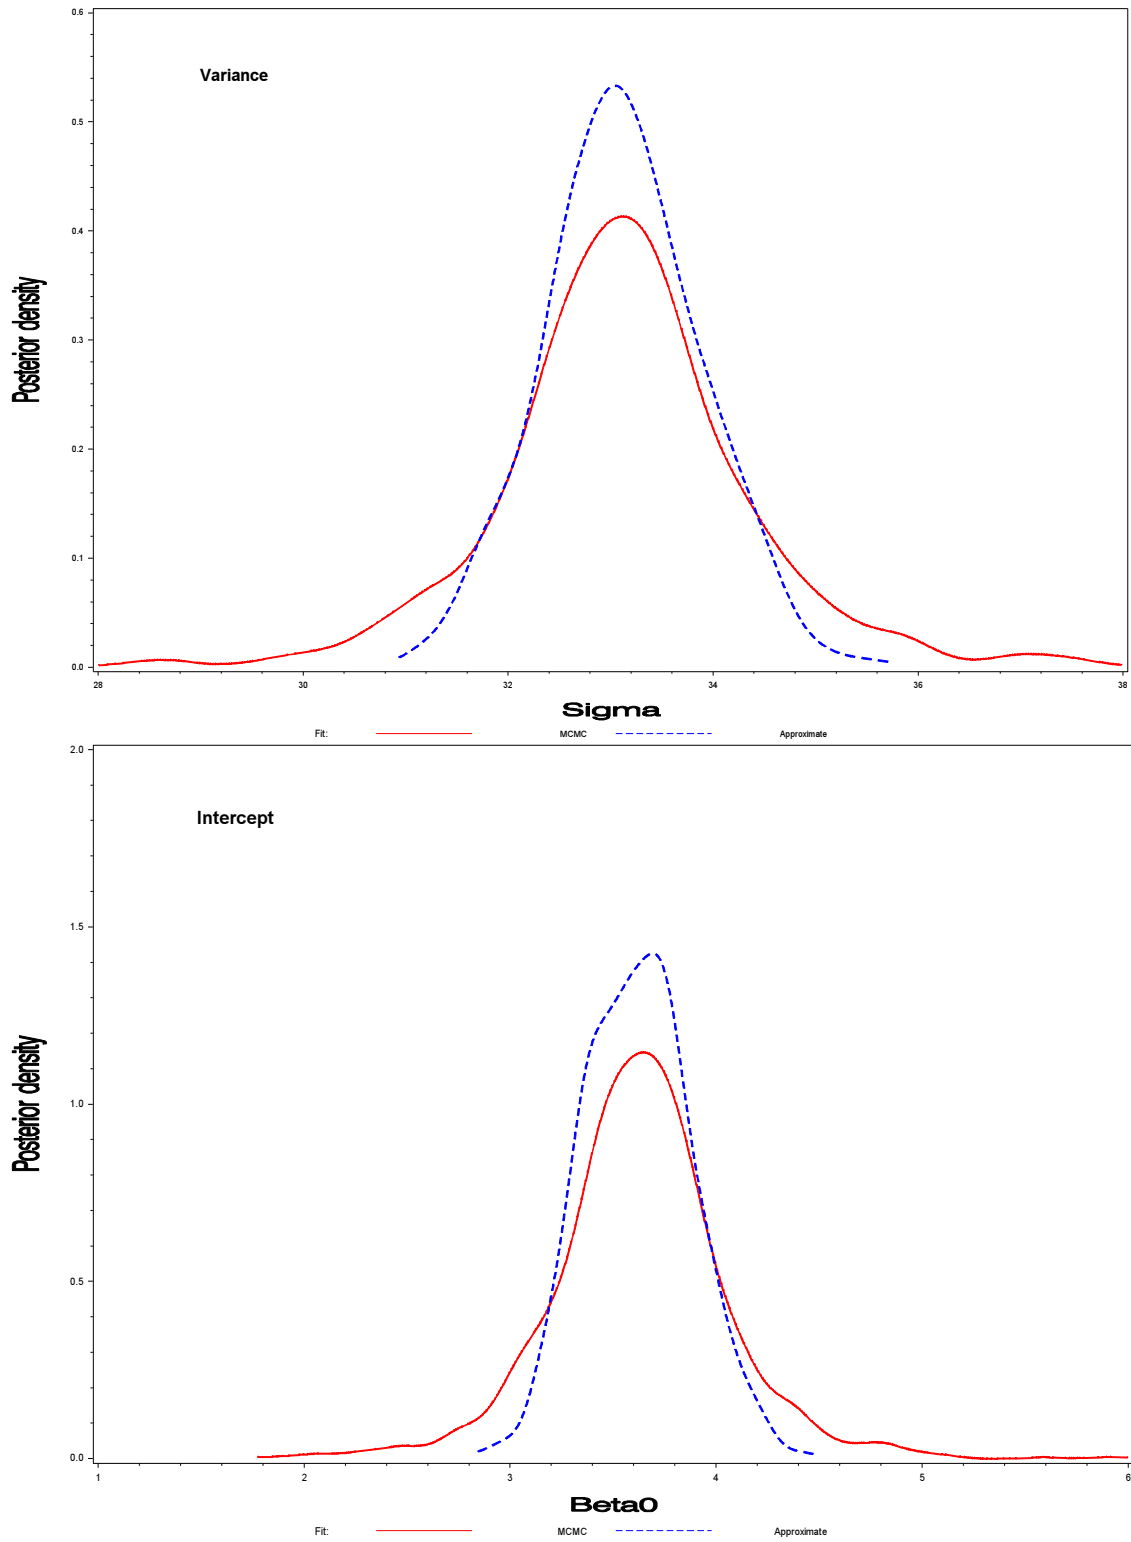 0.6
Variance
0.5
0.4
Posterior density
0.3
0.2
0.1
0.0
28 30 32 34 36 38
Sigma
Fit: MCMC Approximate
2.0
Intercept
1.5
Posterior density
1.0
0.5
0.0
1 2 3 4 5 6
Beta0
Fit: MCMC Approximate